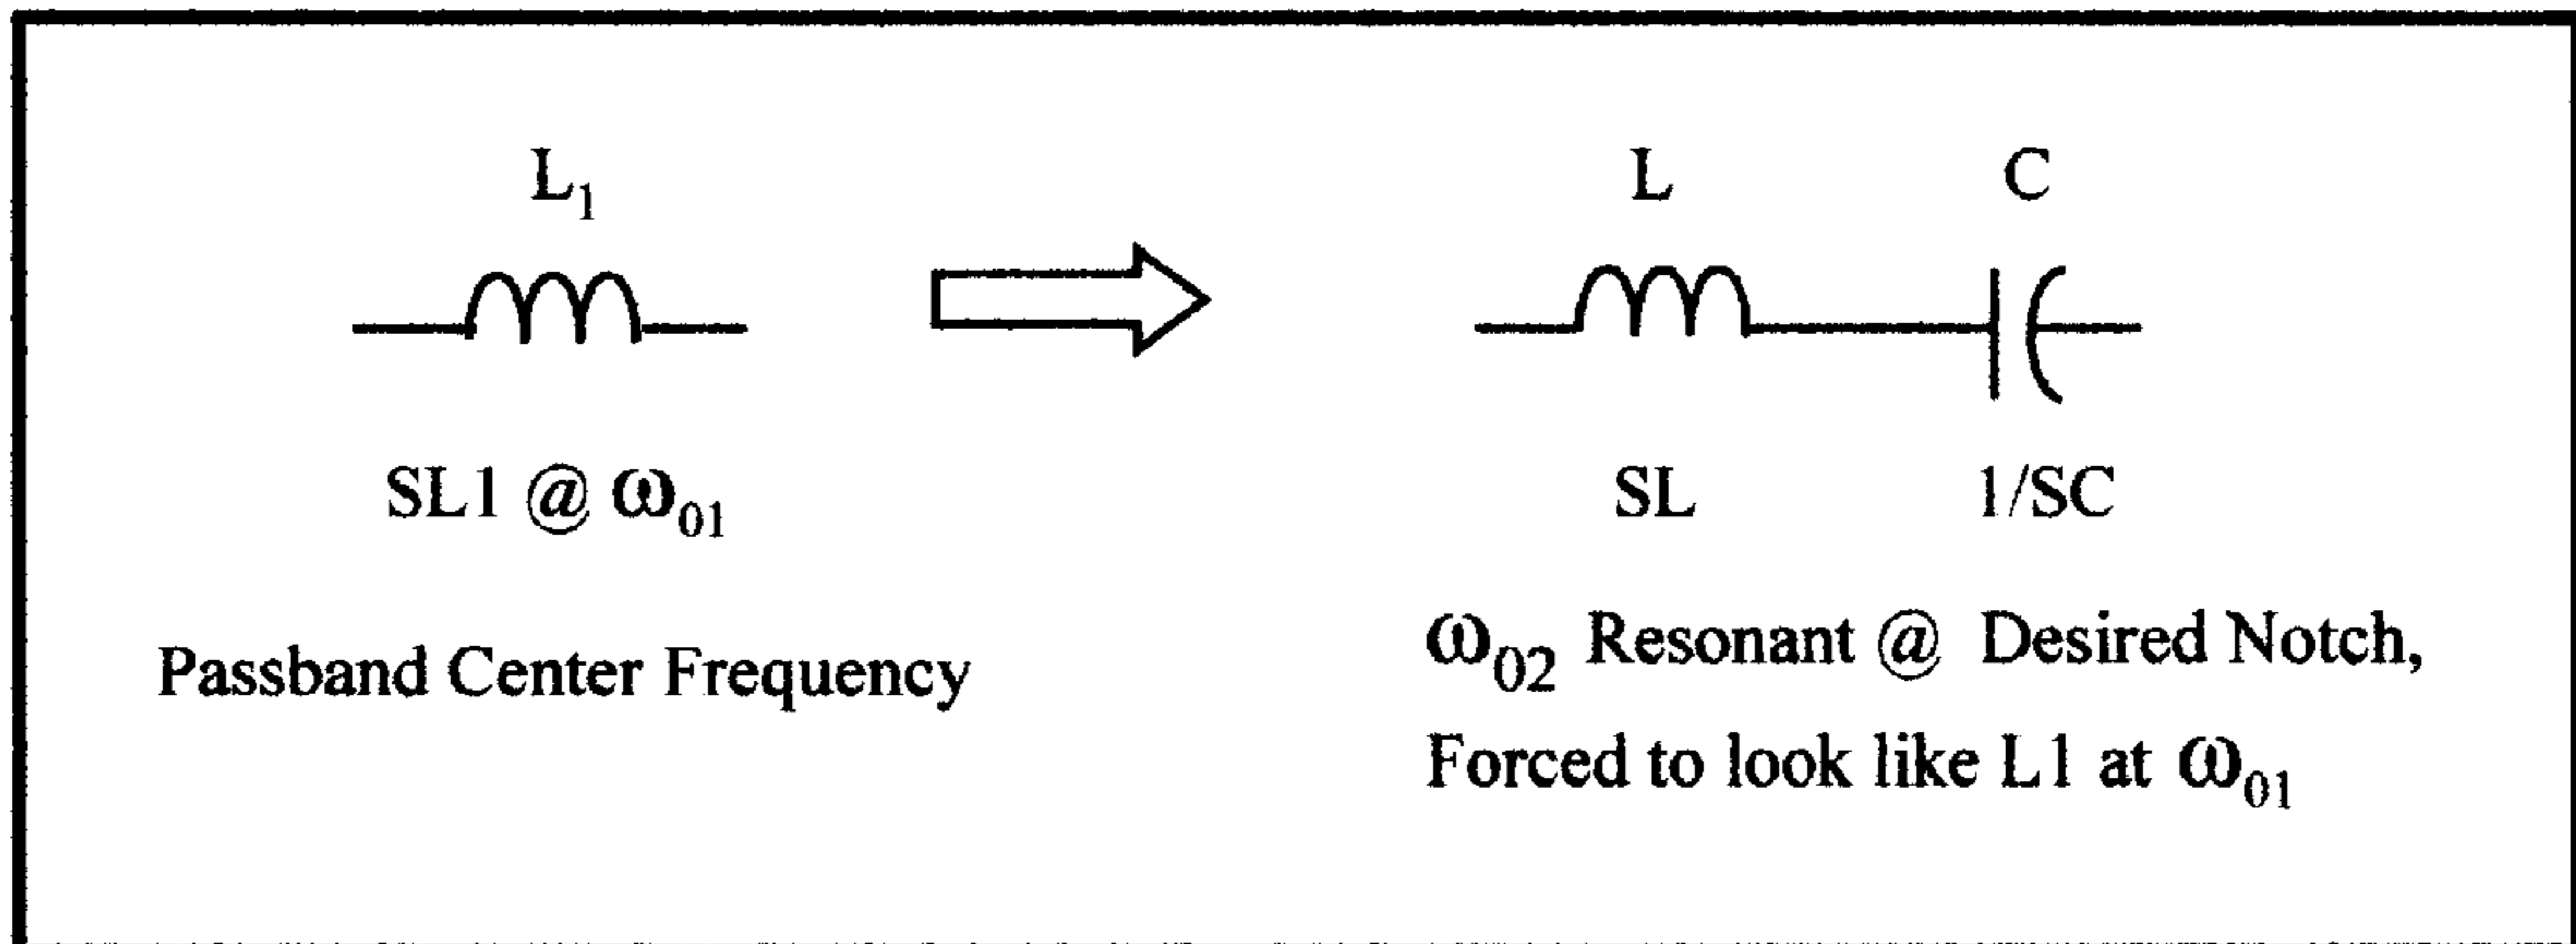 L₁
L C
SL1 @ ω₀₁
SL 1/SC
Passband Center Frequency
ω₀₂ Resonant @ Desired Notch,
Forced to look like L1 at ω₀₁